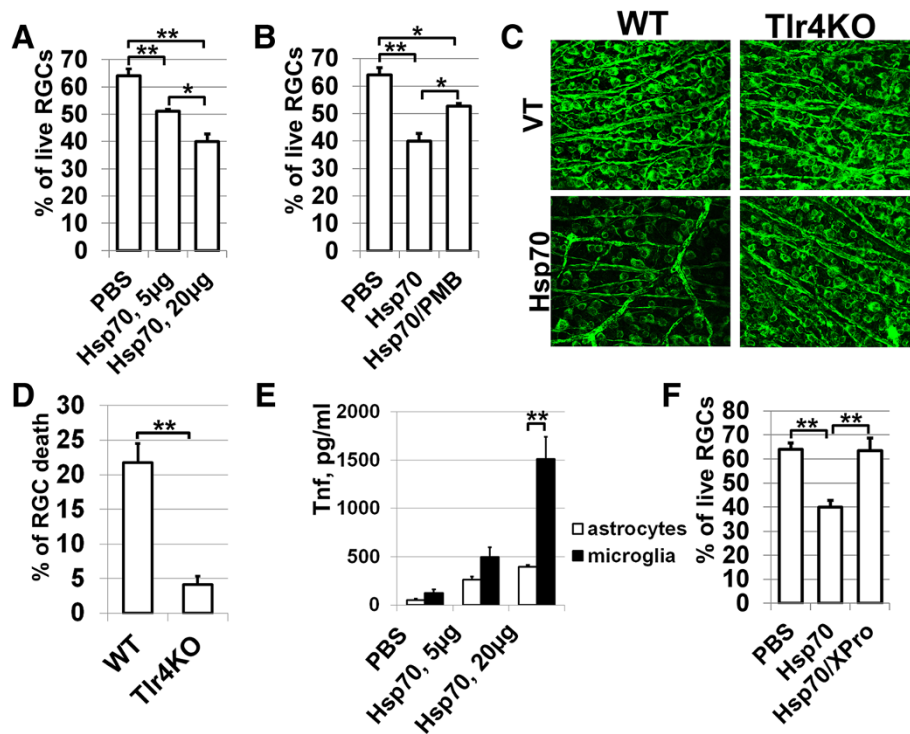 A
% of live RGCs
70
60
50
40
30
20
10
0
**
**
*
PBS
Hsp70, 5µg
Hsp70, 20µg
B
% of live RGCs
70
60
50
40
30
20
10
0
*
**
*
PBS
Hsp70
Hsp70/PMB
C
WT
Tlr4KO
VT
Hsp70
D
% of RGC death
25
20
15
10
5
0
**
WT
Tlr4KO
E
Tnf, pg/ml
2000
1500
1000
500
0
**
astrocytes
microglia
PBS
Hsp70, 5µg
Hsp70, 20µg
F
% of live RGCs
80
70
60
50
40
30
20
10
0
**
**
PBS
Hsp70
Hsp70/XPro